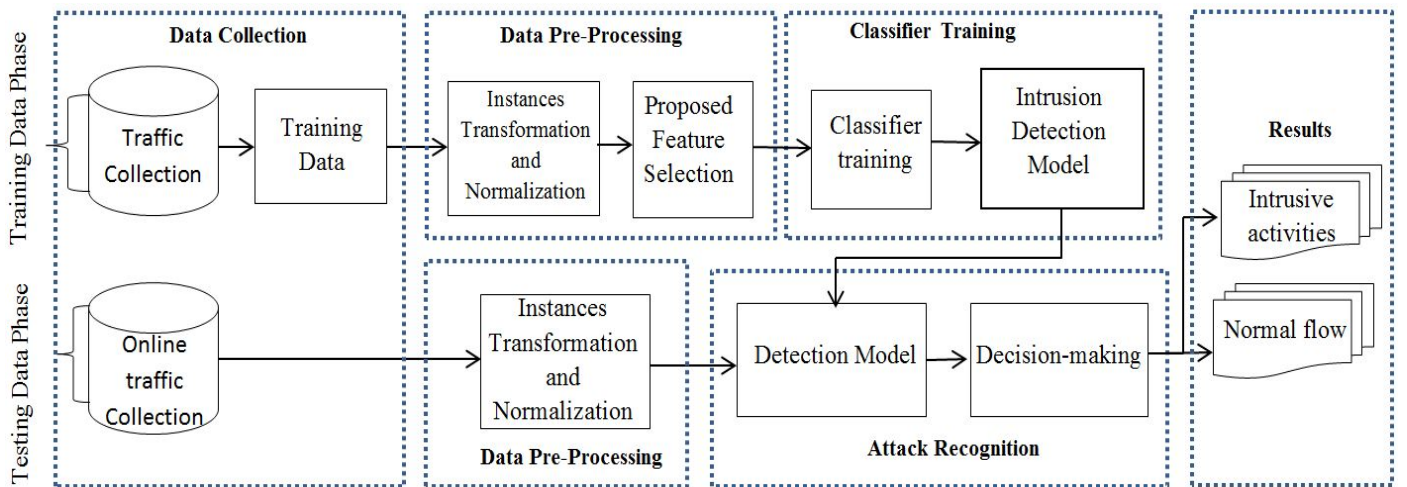 Training Data Phase
Data Collection
Traffic
Collection
Training
Data
Data Pre-Processing
Instances
Transformation
and
Normalization
Proposed
Feature
Selection
Classifier Training
Classifier
training
Intrusion
Detection
Model
Results
Intrusive
activities
Normal flow
Testing Data Phase
Online
traffic
Collection
Instances
Transformation
and
Normalization
Data Pre-Processing
Detection Model
Decision-making
Attack Recognition